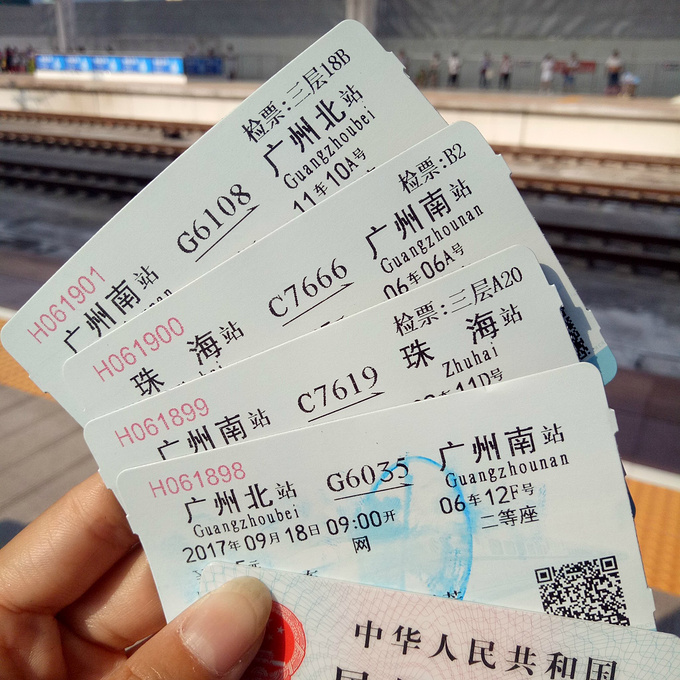 H061901
检票:三层18B
广州南站
G6108
广州北站
Guangzhoubei
11车10A号
H061900
检票:B2
珠 海站
C7666
广州南站
Guangzhounan
06车06A号
H061899
检票:三层A20
广州南站
C7619
珠 海站
Zhuhai
11D号
H061898
广州北站
G6035
广州南站
Guangzhoubei
Guangzhounan
2017年09月18日09:00开
06车12F号
网
二等座
中华人民共和国